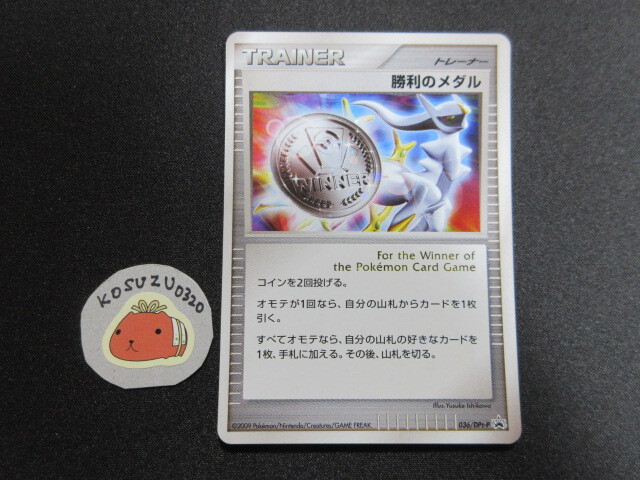 TRAINER
トレーナー
勝利のメダル
WINNER
For the Winner of
the Pokémon Card Game
コインを2回投げる。
オモテが1回なら、自分の山札からカードを1枚
引く。
すべてオモテなら、自分の山札の好きなカードを
1枚、手札に加える。その後、山札を切る。
Illus.Yusuke Ishikawa
©2009 Pokémon/Nintendo/Creatures/GAME FREAK.
036/DPt-P
KOSUZU0320